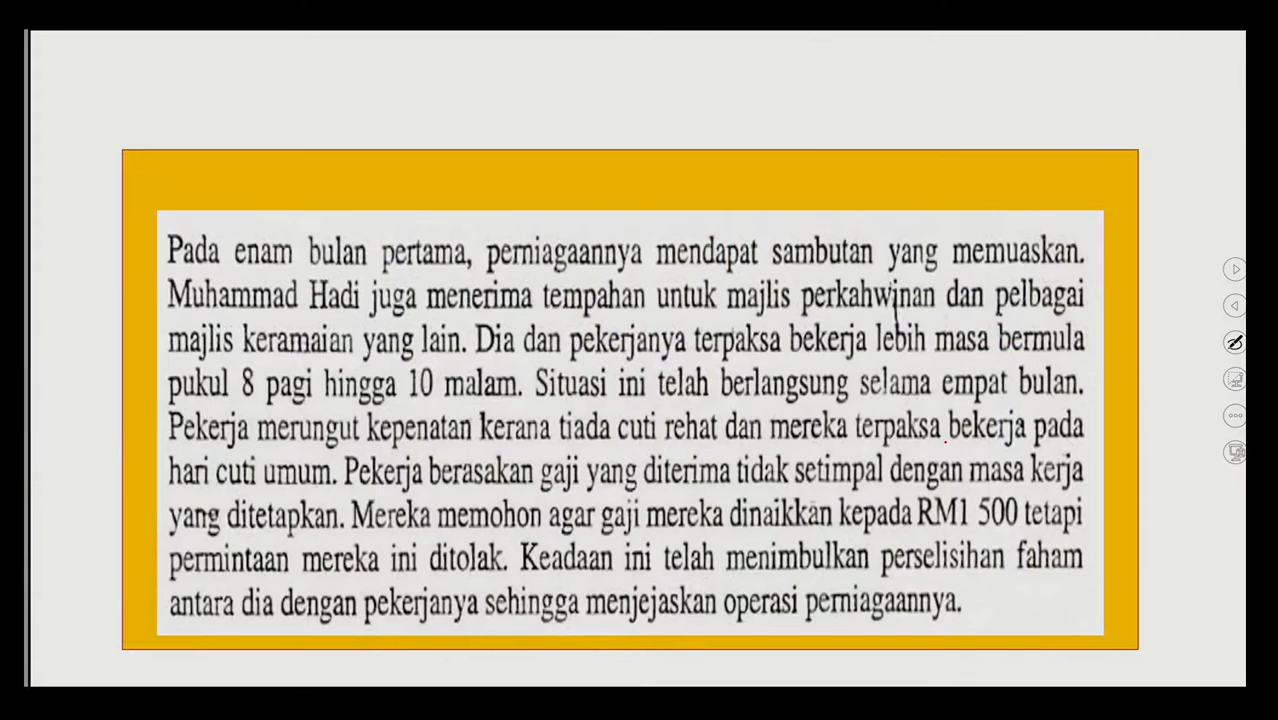 Pada enam bulan pertama, perniagaannya mendapat sambutan yang memuaskan.
Muhammad Hadi juga menerima tempahan untuk majlis perkahwinan dan pelbagai
majlis keramaian yang lain. Dia dan pekerjanya terpaksa bekerja lebih masa bermula
pukul 8 pagi hingga 10 malam. Situasi ini telah berlangsung selama empat bulan.
Pekerja merungut kepenatan kerana tiada cuti rehat dan mereka terpaksa bekerja pada
hari cuti umum. Pekerja berasakan gaji yang diterima tidak setimpal dengan masa kerja
yang ditetapkan. Mereka memohon agar gaji mereka dinaikkan kepada RM1 500 tetapi
permintaan mereka ini ditolak. Keadaan ini telah menimbulkan perselisihan faham
antara dia dengan pekerjanya sehingga menjejaskan operasi perniagaannya.